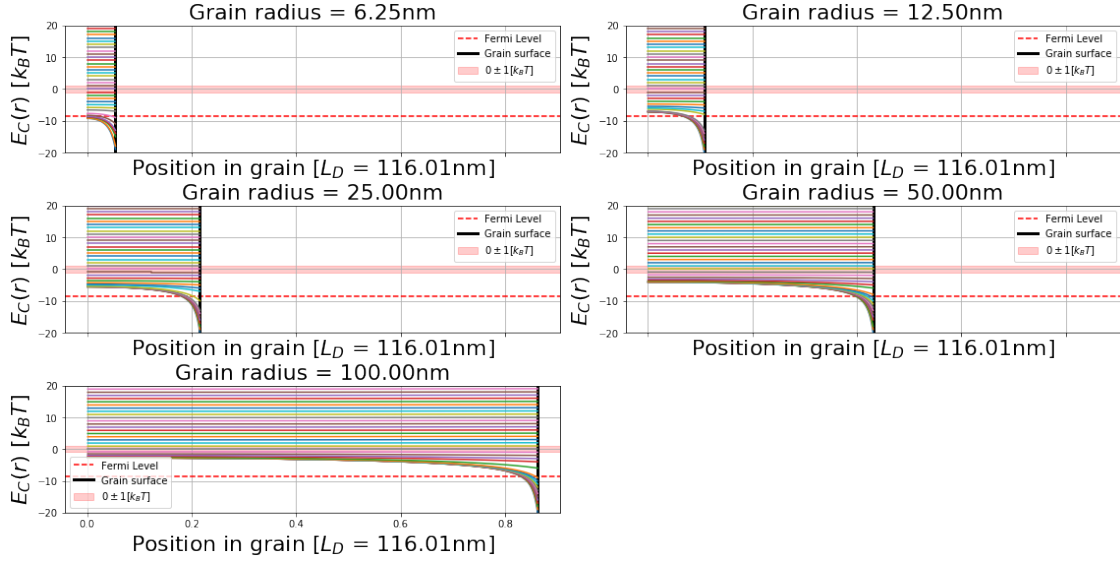 Grain radius = 6.25nm
20
10
0
−10
−20
E_C(r) [k_BT]
Fermi Level
Grain surface
0 ± 1[k_BT]
Position in grain [L_D = 116.01nm]
Grain radius = 12.50nm
20
10
0
−10
−20
E_C(r) [k_BT]
Fermi Level
Grain surface
0 ± 1[k_BT]
Position in grain [L_D = 116.01nm]
Grain radius = 25.00nm
20
10
0
−10
−20
E_C(r) [k_BT]
Fermi Level
Grain surface
0 ± 1[k_BT]
Position in grain [L_D = 116.01nm]
Grain radius = 50.00nm
20
10
0
−10
−20
E_C(r) [k_BT]
Fermi Level
Grain surface
0 ± 1[k_BT]
Position in grain [L_D = 116.01nm]
Grain radius = 100.00nm
20
10
0
−10
−20
E_C(r) [k_BT]
Fermi Level
Grain surface
0 ± 1[k_BT]
0.0 0.2 0.4 0.6 0.8
Position in grain [L_D = 116.01nm]